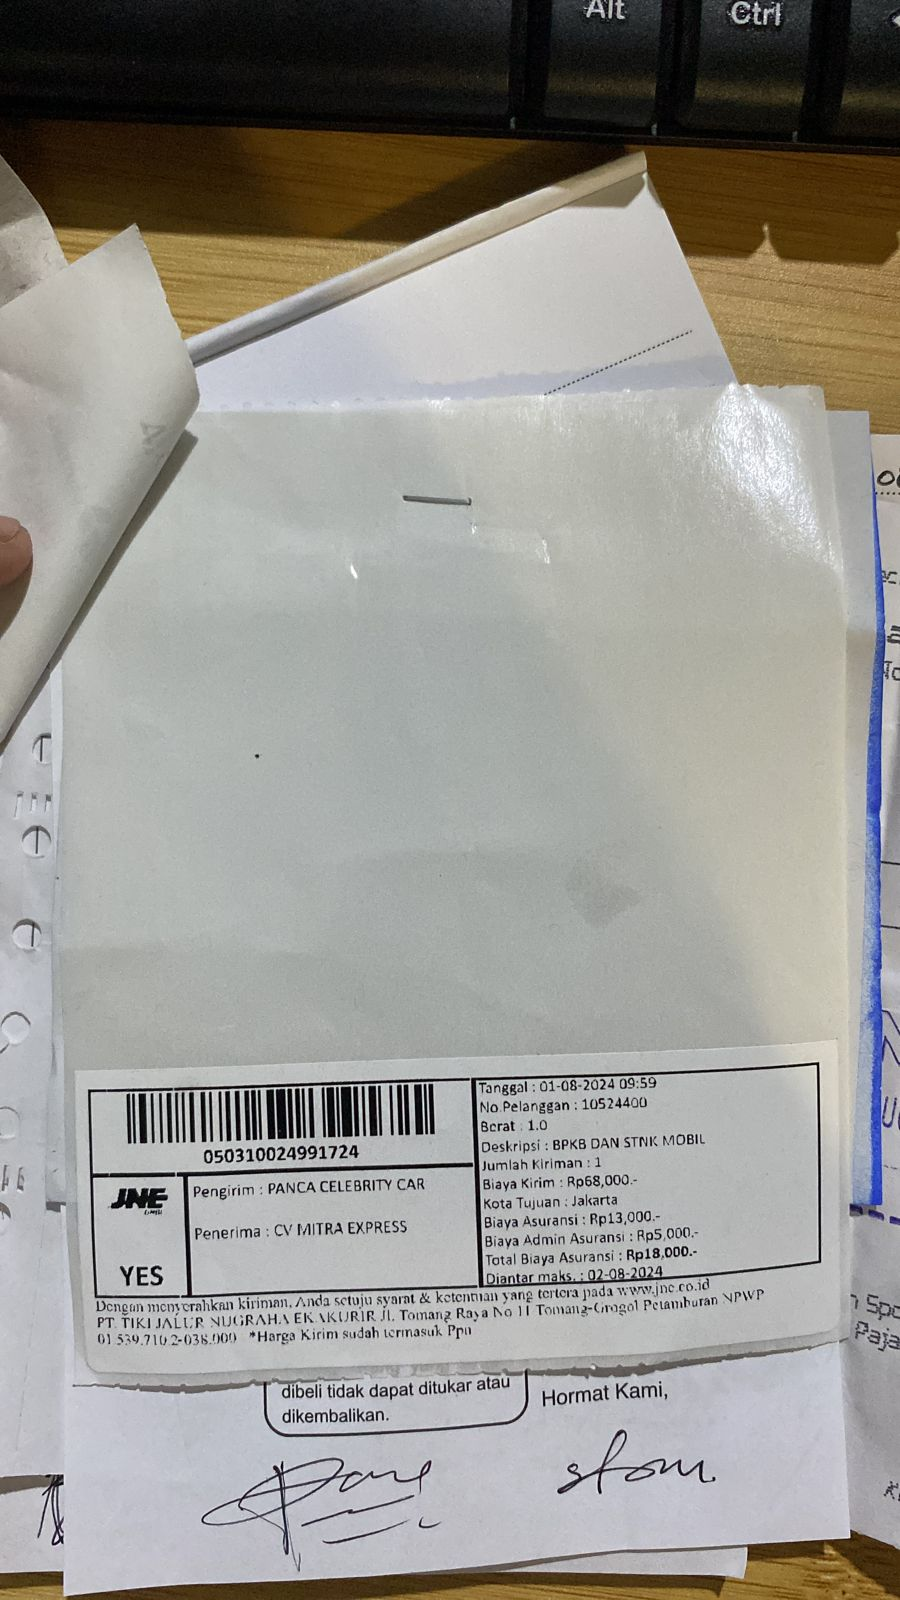 Alt
Ctrl
050310024991724
JNE
YES
Pengirim : PANCA CELEBRITY CAR
Penerima : CV MITRA EXPRESS
Tanggal : 01-08-2024 09:59
No.Pelanggan : 10524400
Berat : 1.0
Deskripsi : BPKB DAN STNK MOBIL
Jumlah Kiriman : 1
Biaya Kirim : Rp68,000.-
Kota Tujuan : Jakarta
Biaya Asuransi : Rp13,000.-
Biaya Admin Asuransi : Rp5,000.-
Total Biaya Asuransi : Rp18,000.-
Diantar maks. : 02-08-2024
Dengan menyerahkan kiriman, Anda setuju syarat & ketentuan yang tertera pada www.jne.co.id
PT. TIKI JALUR NUGRAHA EKAKURIR Jl. Tomang Raya No 11 Tomang-Grogol Petamburan NPWP
01.539.716.2-038.000 *Harga Kirim sudah termasuk Ppn
dibeli tidak dapat ditukar atau
dikembalikan.
Hormat Kami,